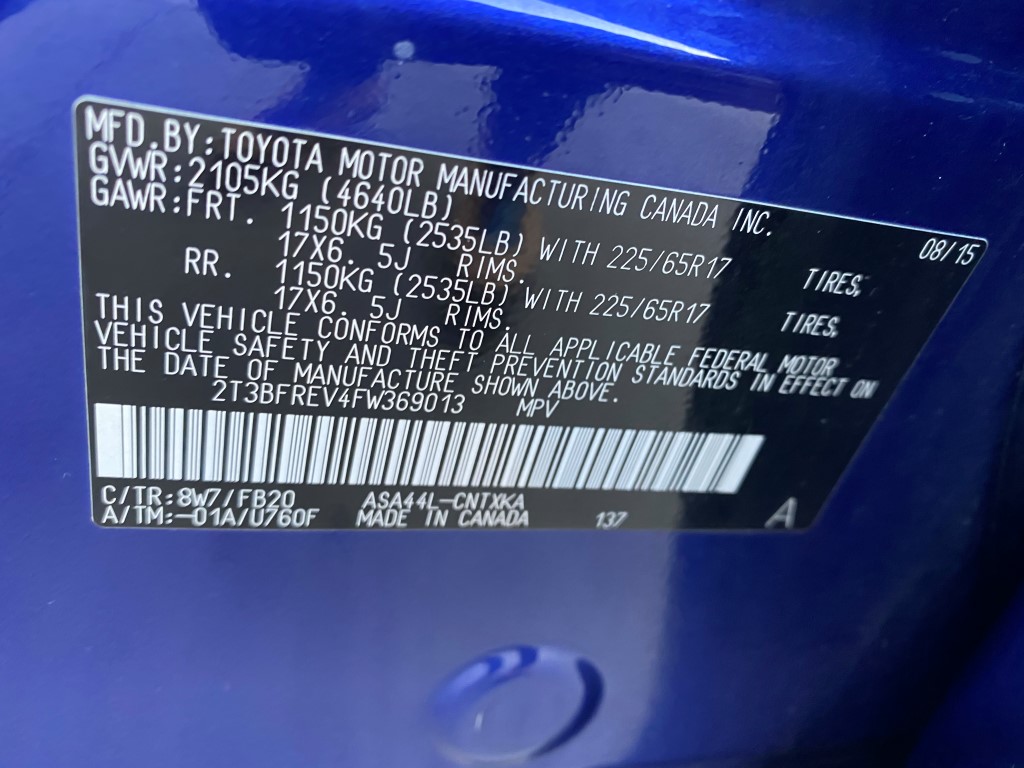 MFD.BY:TOYOTA MOTOR MANUFACTURING CANADA INC. 08/15
GVWR:2105KG (4640LB)
GAWR:FRT. 1150KG (2535LB) WITH 225/65R17 TIRES,
17X6. 5J RIMS.
RR. 1150KG (2535LB) WITH 225/65R17 TIRES,
17X6. 5J RIMS.
THIS VEHICLE CONFORMS TO ALL APPLICABLE FEDERAL MOTOR
VEHICLE SAFETY AND THEFT PREVENTION STANDARDS IN EFFECT ON
THE DATE OF MANUFACTURE SHOWN ABOVE.
2T3BFREV4FW369013 MPV
C/TR:8W7/FB20 ASA44L-CNTXKA
A/TM:-01A/U760F MADE IN CANADA 137 A